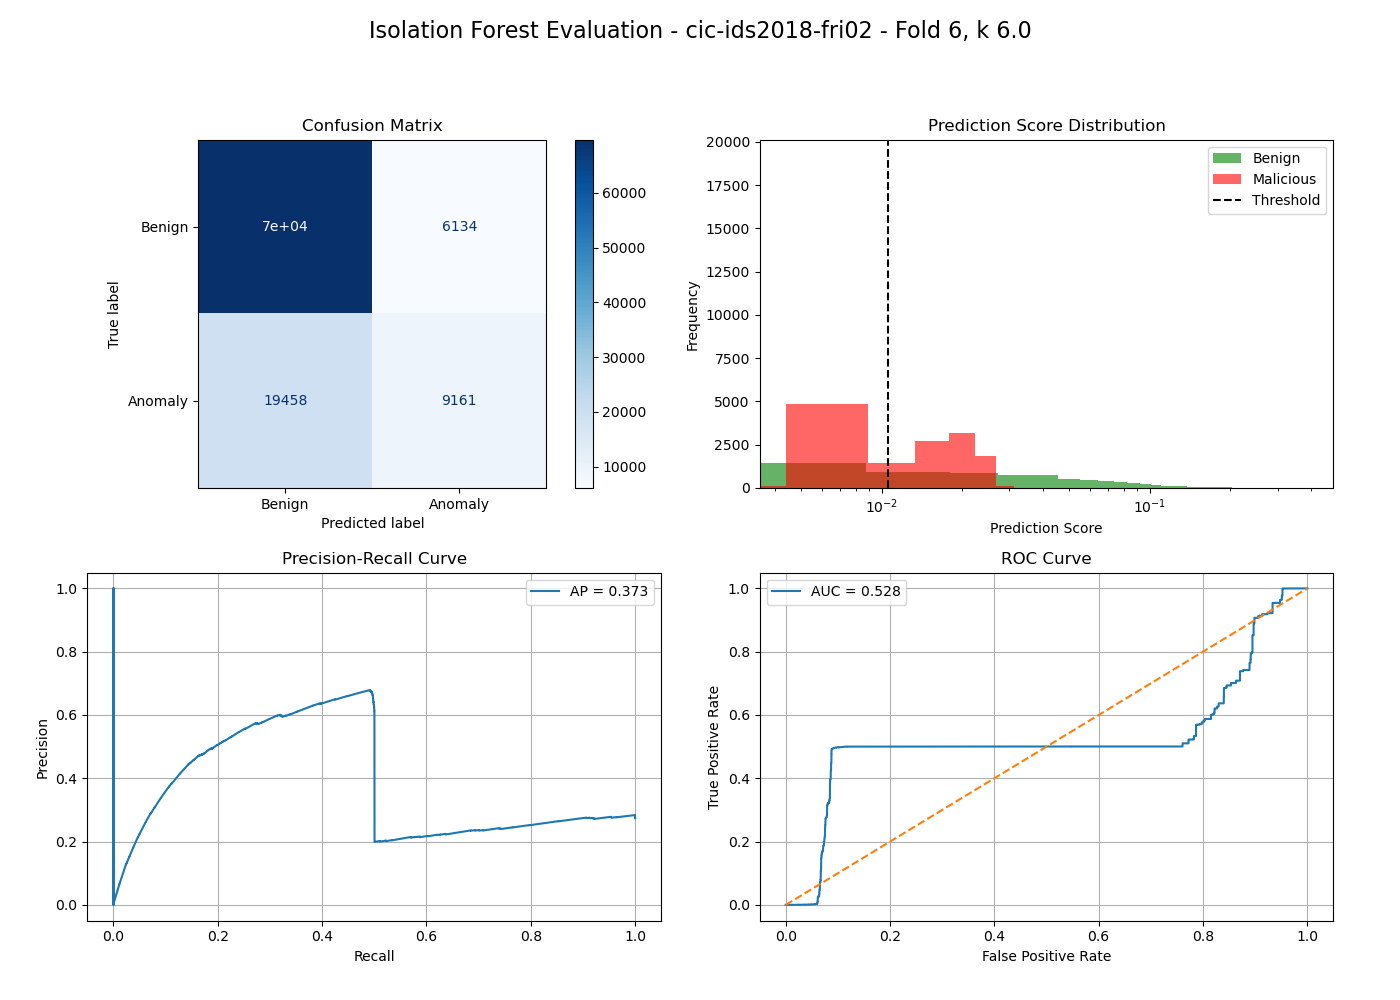 Isolation Forest Evaluation - cic-ids2018-fri02 - Fold 6, k 6.0
Confusion Matrix
True label
Benign
Anomaly
7e+04
6134
19458
9161
Benign
Anomaly
Predicted label
60000
50000
40000
30000
20000
10000
Prediction Score Distribution
Frequency
20000
17500
15000
12500
10000
7500
5000
2500
0
Benign
Malicious
Threshold
10⁻²
10⁻¹
Prediction Score
Precision-Recall Curve
Precision
1.0
0.8
0.6
0.4
0.2
0.0
AP = 0.373
0.0
0.2
0.4
0.6
0.8
1.0
Recall
ROC Curve
True Positive Rate
1.0
0.8
0.6
0.4
0.2
0.0
AUC = 0.528
0.0
0.2
0.4
0.6
0.8
1.0
False Positive Rate